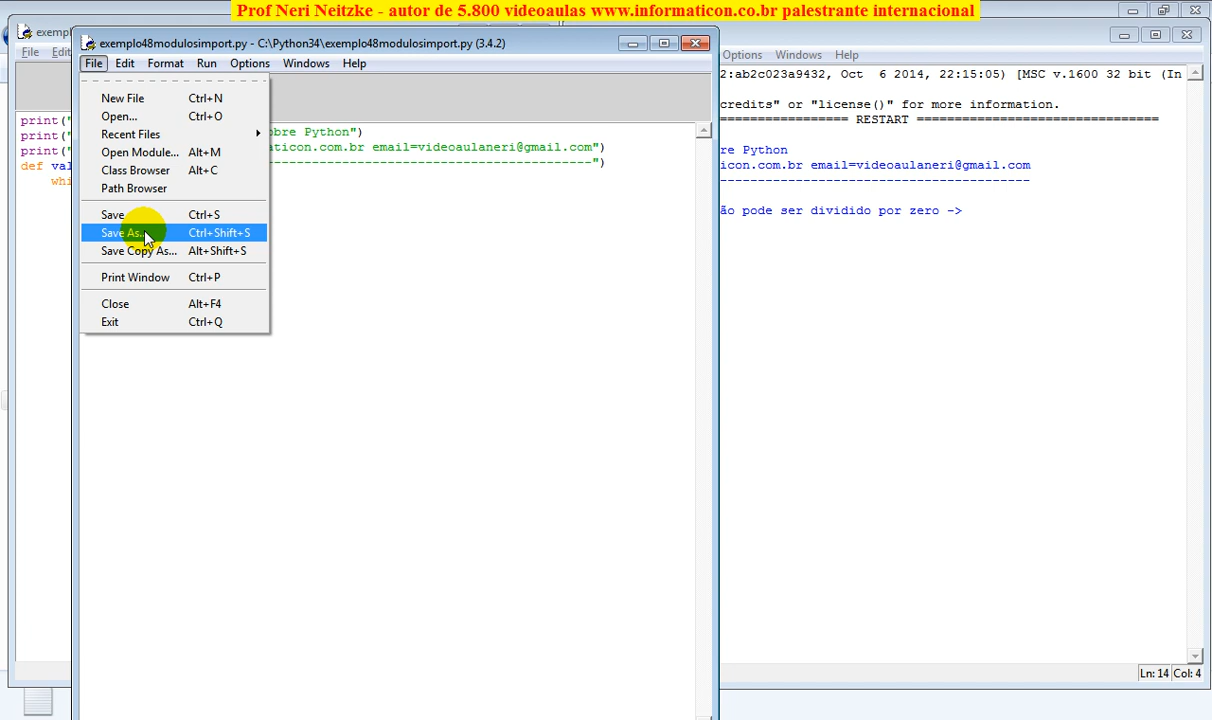 Prof Neri Neitzke - autor de 5.800 videoaulas www.informaticon.co.br palestrante internacional
exemplo48modulosimport.py - C:\Python34\exemplo48modulosimport.py (3.4.2)
File Edit Format Run Options Windows Help
New File Ctrl+N
Open...
Ctrl+O
Recent Files
Open Module... Alt+M
Class Browser Alt+C
Path Browser
Save Ctrl+S
Save As... Ctrl+Shift+S
Save Copy As... Alt+Shift+S
Print Window Ctrl+P
Close Alt+F4
Exit Ctrl+Q
obre Python")
aticon.com.br email=videoaulaneri@gmail.com")
-----------------------------------------")
exemp
File Edit
print("
print("
print("
def val
whi
Options Windows Help
2:ab2c023a9432, Oct  6 2014, 22:15:05) [MSC v.1600 32 bit (In
credits" or "license()" for more information.
================= RESTART ================================
re Python
icon.com.br email=videoaulaneri@gmail.com
-----------------------------------------
ão pode ser dividido por zero ->
Ln: 14 Col: 4